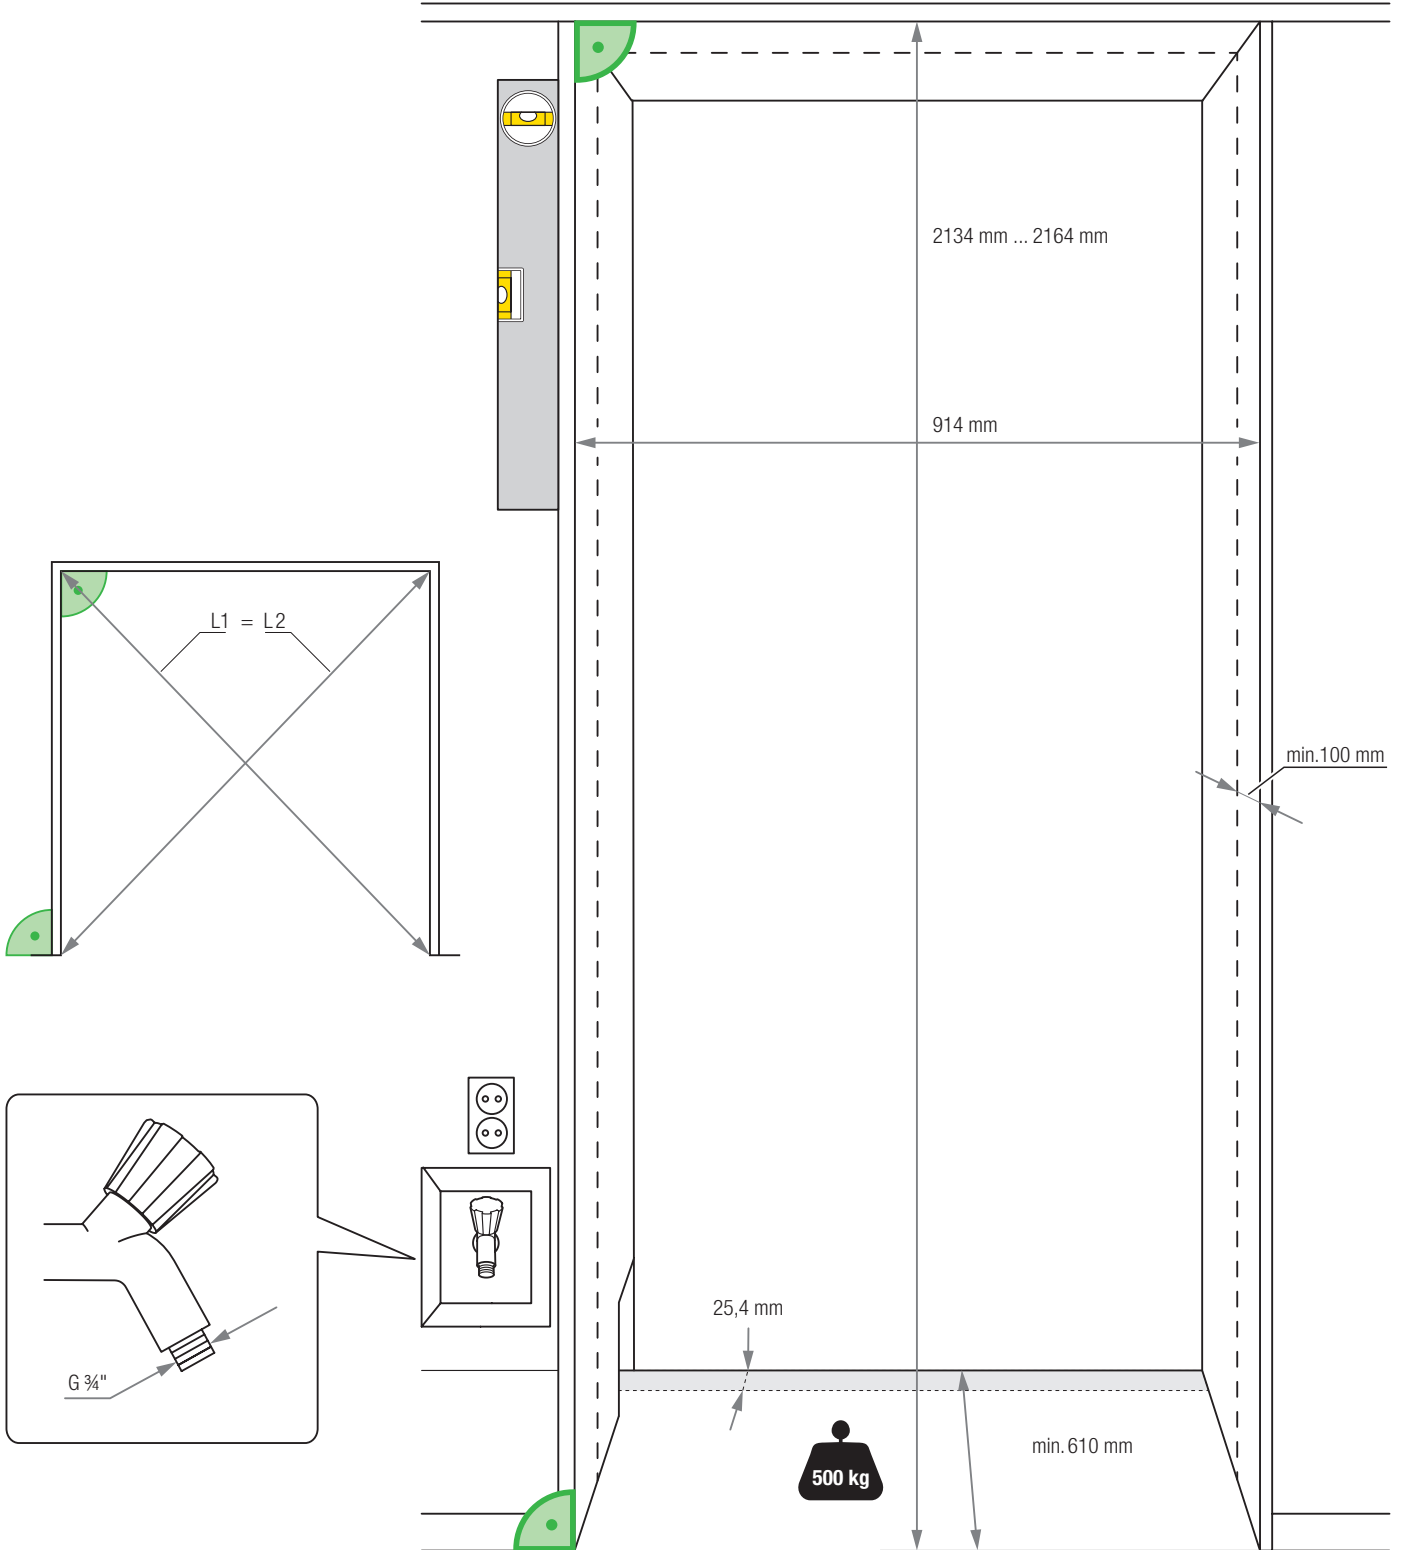 2134 mm ... 2164 mm
914 mm
L1 = L2
min.100 mm
25,4 mm
G ¾"
min. 610 mm
500 kg